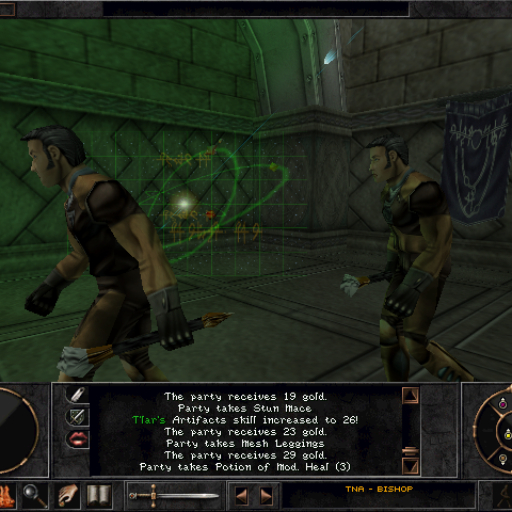 The party receives 19 gold.
Party takes Stun Mace
T'lar's Artifacts skill increased to 26!
The party receives 23 gold.
Party takes Mesh Leggings
The party receives 29 gold.
Party takes Potion of Mod. Heal (3)
TNA - BISHOP